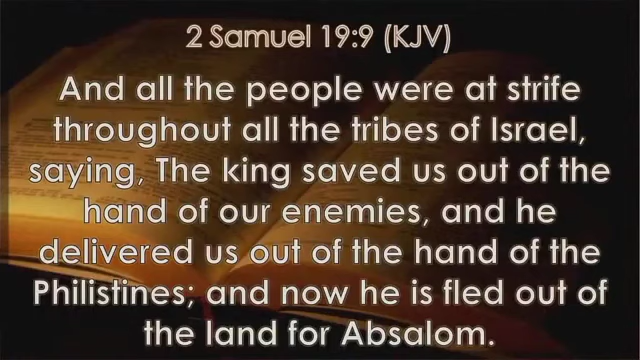 2 Samuel 19:9 (KJV)
And all the people were at strife
throughout all the tribes of Israel,
saying, The king saved us out of the
hand of our enemies, and he
delivered us out of the hand of the
Philistines; and now he is fled out of
the land for Absalom.